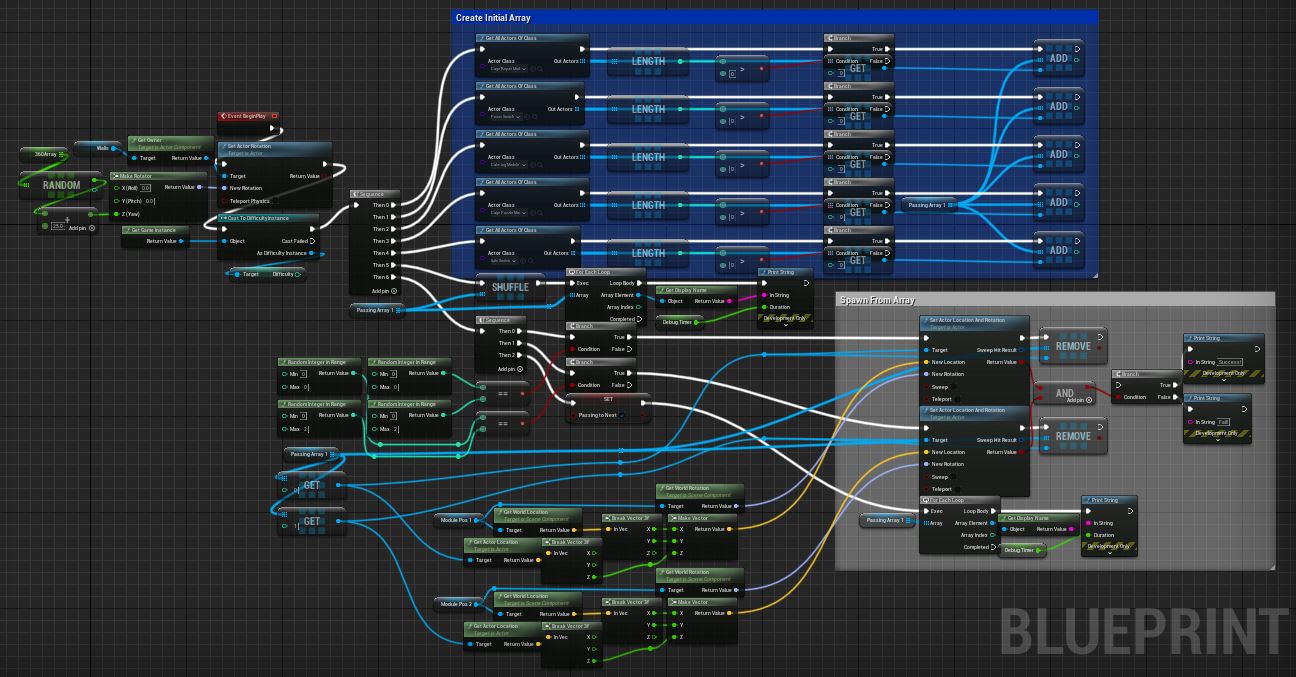 Create Initial Array
Get All Actors Of Class
Actor Class
Out Actors
LENGTH
>
0
Branch
True
Condition
False
GET
0
ADD
Get All Actors Of Class
Actor Class
Out Actors
LENGTH
>
0
Branch
True
Condition
False
GET
0
ADD
Get All Actors Of Class
Actor Class
Out Actors
LENGTH
>
0
Branch
True
Condition
False
GET
0
ADD
Get All Actors Of Class
Actor Class
Out Actors
LENGTH
>
0
Branch
True
Condition
False
GET
0
Passing Array 1
ADD
Get All Actors Of Class
Actor Class
Out Actors
LENGTH
>
0
Branch
True
Condition
False
GET
0
ADD
Event BeginPlay
360Array
Walls
Get Owner
Target is Actor Component
Target
Return Value
RANDOM
+
25.0
Add pin
Make Rotator
X (Roll) 0.0
Return Value
Y (Pitch) 0.0
Z (Yaw)
Set Actor Rotation
Target is Actor
Target
Return Value
New Rotation
Teleport Physics
Get Game Instance
Return Value
Cast To DifficultyInstance
Object
Cast Failed
As Difficulty Instance
Target
Difficulty
Sequence
Then 0
Then 1
Then 2
Then 3
Then 4
Then 5
Then 6
Add pin
Passing Array 1
SHUFFLE
For Each Loop
Exec
Loop Body
Array
Array Element
Array Index
Completed
Get Display Name
Object
Return Value
Debug Timer
Print String
In String
Duration
Development Only
Sequence
Then 0
Then 1
Then 2
Add pin
Branch
True
Condition
False
Branch
True
Condition
False
SET
Passing to Next
Random Integer in Range
Min 0
Return Value
Max 0
Random Integer in Range
Min 0
Return Value
Max 0
Random Integer in Range
Min 0
Return Value
Max 2
Random Integer in Range
Min 0
Return Value
Max 2
==
==
Passing Array 1
GET
0
GET
1
Module Pos 1
Get World Location
Target is Scene Component
Target
Return Value
Get World Rotation
Target is Scene Component
Target
Return Value
Get Actor Location
Target is Actor
Target
Return Value
Break Vector 3f
In Vec
X
Y
Z
Break Vector 3f
In Vec
X
Y
Z
Make Vector
X
Return Value
Y
Z
Module Pos 2
Get World Location
Target is Scene Component
Target
Return Value
Get World Rotation
Target is Scene Component
Target
Return Value
Get Actor Location
Target is Actor
Target
Return Value
Break Vector 3f
In Vec
X
Y
Z
Break Vector 3f
In Vec
X
Y
Z
Make Vector
X
Return Value
Y
Z
Spawn From Array
Set Actor Location And Rotation
Target is Actor
Target
Sweep Hit Result
New Location
Return Value
New Rotation
Sweep
Teleport
REMOVE
Set Actor Location And Rotation
Target is Actor
Target
Sweep Hit Result
New Location
Return Value
New Rotation
Sweep
Teleport
REMOVE
AND
Add pin
Branch
True
Condition
False
Print String
In String Success!
Development Only
Print String
In String Fail!
Development Only
Passing Array 1
For Each Loop
Exec
Loop Body
Array
Array Element
Array Index
Completed
Get Display Name
Object
Return Value
Debug Timer
Print String
In String
Duration
Development Only
BLUEPRINT